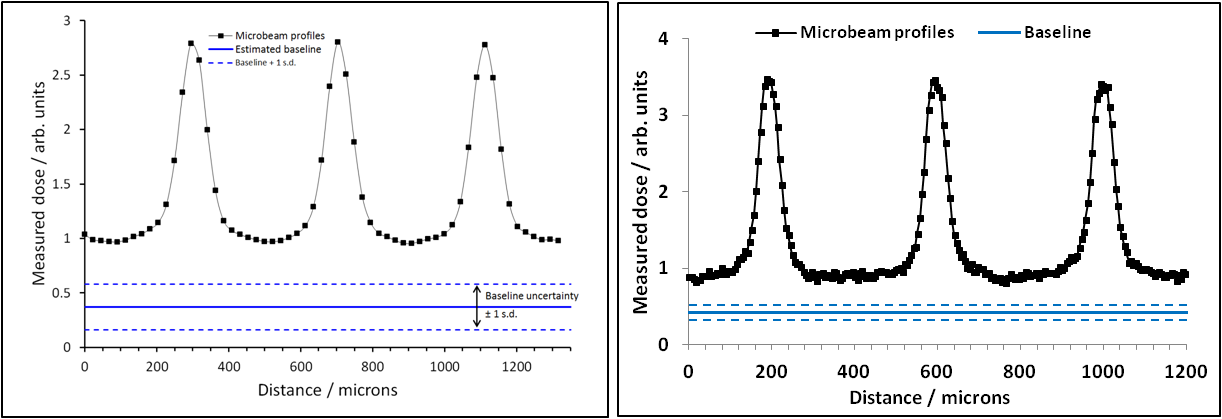 3
2.5
2
1.5
1
0.5
0
Measured dose / arb. units
Microbeam profiles
Estimated baseline
Baseline + 1 s.d.
Baseline uncertainty
± 1 s.d.
0 200 400 600 800 1000 1200
Distance / microns
4
3
2
1
0
Measured dose / arb. units
Microbeam profiles Baseline
0 200 400 600 800 1000 1200
Distance / microns